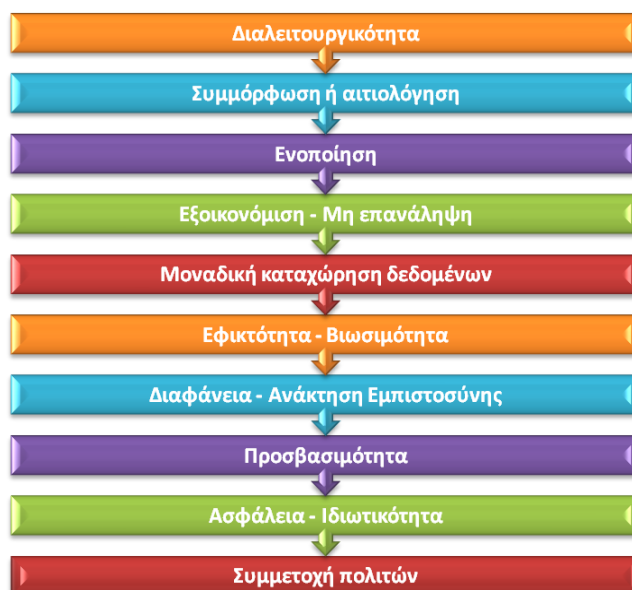 Διαλειτουργικότητα
Συμμόρφωση ή αιτιολόγηση
Ενοποίηση
Εξοικονόμιση - Μη επανάληψη
Μοναδική καταχώρηση δεδομένων
Εφικτότητα - Βιωσιμότητα
Διαφάνεια - Ανάκτηση Εμπιστοσύνης
Προσβασιμότητα
Ασφάλεια - Ιδιωτικότητα
Συμμετοχή πολιτών